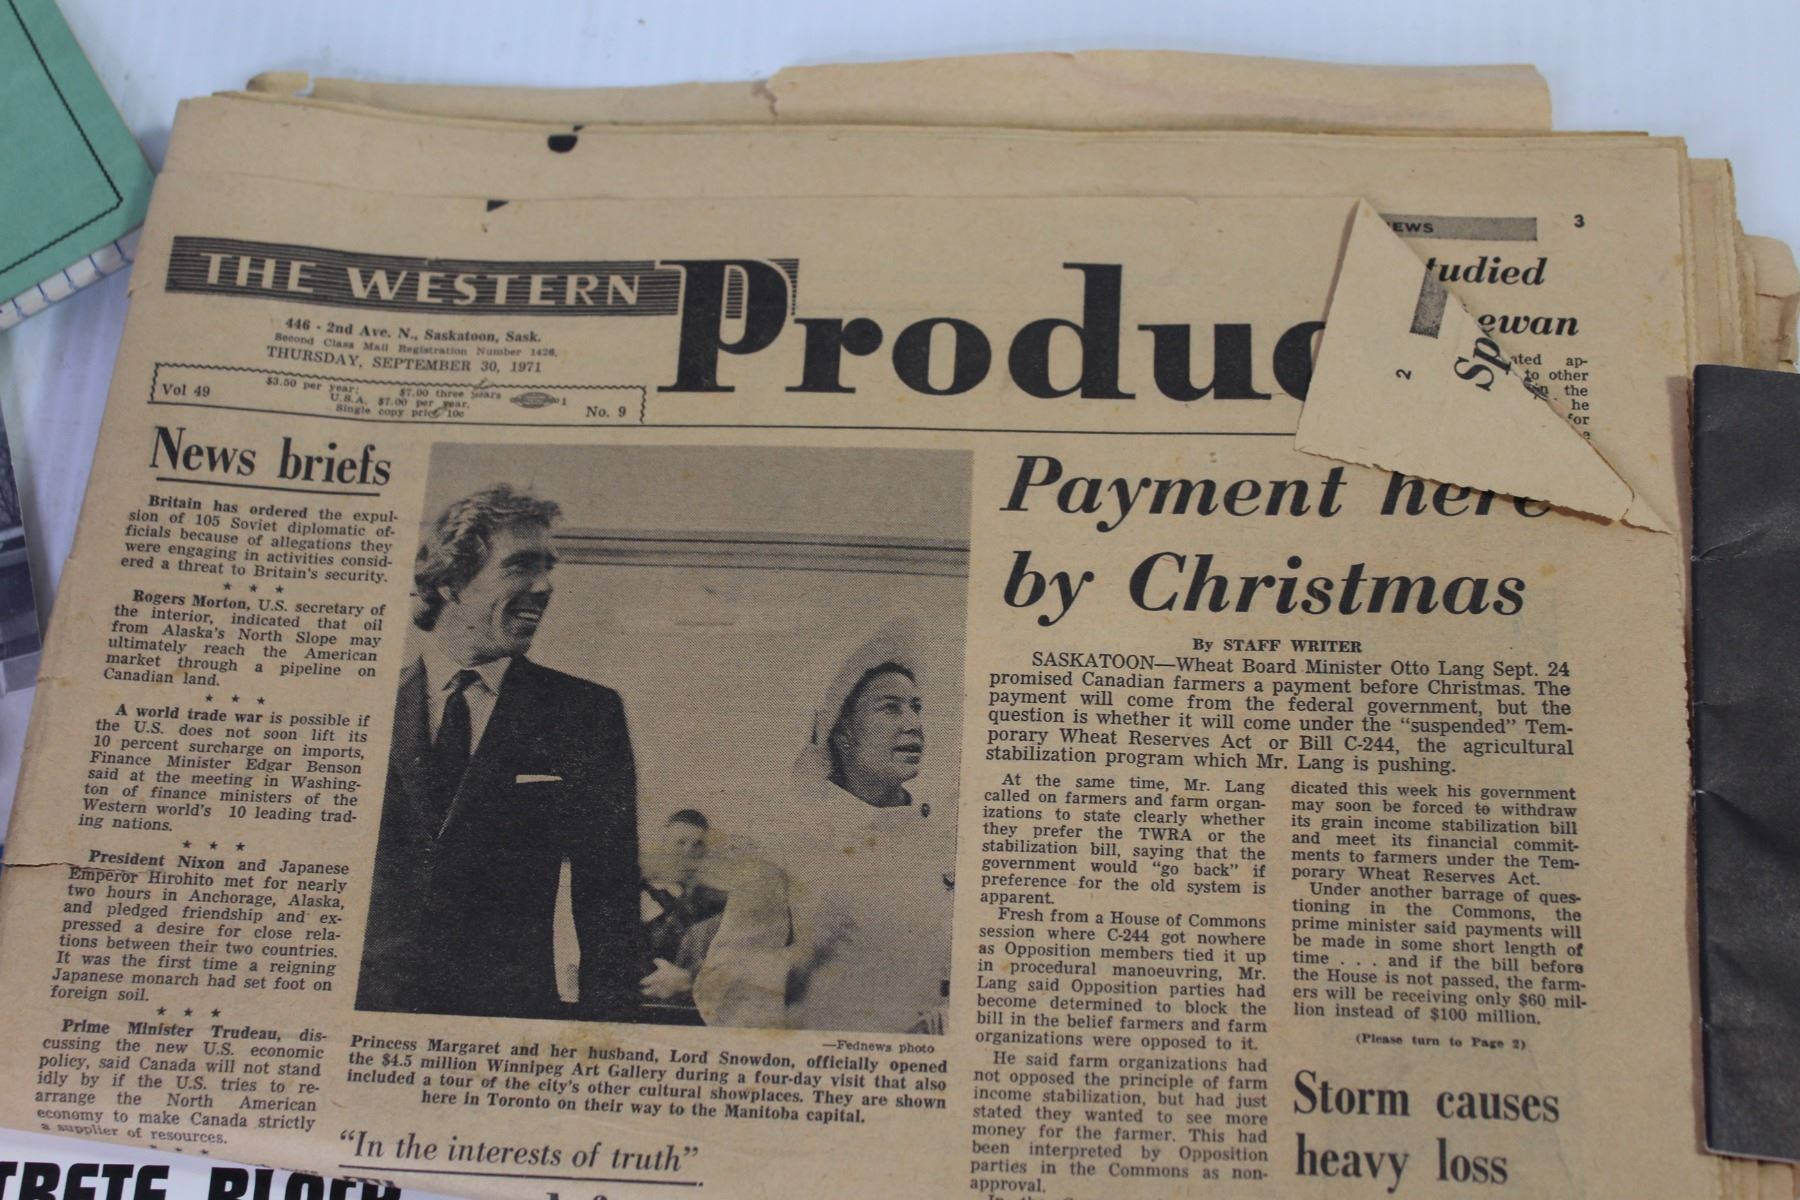 THE WESTERN
Produc
446 - 2nd Ave. N., Saskatoon, Sask.
Second Class Mail Registration Number 1426.
THURSDAY, SEPTEMBER 30, 1971
Vol 49
$3.50 per year; $7.00 three years
U.S.A. $7.00 per year.
Single copy price 10c
No. 9
EWS
3
tudied
ewan
ated ap-
to other
in the
he
for
2
Sp
News briefs
Britain has ordered the expul-
sion of 105 Soviet diplomatic of-
ficials because of allegations they
were engaging in activities consid-
ered a threat to Britain's security.
★ ★ ★
Rogers Morton, U.S. secretary of
the interior, indicated that oil
from Alaska's North Slope may
ultimately reach the American
market through a pipeline on
Canadian land.
★ ★ ★
A world trade war is possible if
the U.S. does not soon lift its
10 percent surcharge on imports,
Finance Minister Edgar Benson
said at the meeting in Washing-
ton of finance ministers of the
Western world's 10 leading trad-
ing nations.
★ ★ ★
President Nixon and Japanese
Emperor Hirohito met for nearly
two hours in Anchorage, Alaska,
and pledged friendship and ex-
pressed a desire for close rela-
tions between their two countries.
It was the first time a reigning
Japanese monarch had set foot on
foreign soil.
★ ★ ★
Prime Minister Trudeau, dis-
cussing the new U.S. economic
policy, said Canada will not stand
idly by if the U.S. tries to re-
arrange the North American
economy to make Canada strictly
a supplier of resources.
—Fednews photo
Princess Margaret and her husband, Lord Snowdon, officially opened
the $4.5 million Winnipeg Art Gallery during a four-day visit that also
included a tour of the city's other cultural showplaces. They are shown
here in Toronto on their way to the Manitoba capital.
"In the interests of truth"
Payment here
by Christmas
By STAFF WRITER
SASKATOON—Wheat Board Minister Otto Lang Sept. 24
promised Canadian farmers a payment before Christmas. The
payment will come from the federal government, but the
question is whether it will come under the "suspended" Tem-
porary Wheat Reserves Act or Bill C-244, the agricultural
stabilization program which Mr. Lang is pushing.
At the same time, Mr. Lang
called on farmers and farm organ-
izations to state clearly whether
they prefer the TWRA or the
stabilization bill, saying that the
government would "go back" if
preference for the old system is
apparent.
Fresh from a House of Commons
session where C-244 got nowhere
as Opposition members tied it up
in procedural manoeuvring, Mr.
Lang said Opposition parties had
become determined to block the
bill in the belief farmers and farm
organizations were opposed to it.
He said farm organizations had
not opposed the principle of farm
income stabilization, but had just
stated they wanted to see more
money for the farmer. This had
been interpreted by Opposition
parties in the Commons as non-
approval.
dicated this week his government
may soon be forced to withdraw
its grain income stabilization bill
and meet its financial commit-
ments to farmers under the Tem-
porary Wheat Reserves Act.
Under another barrage of ques-
tioning in the Commons, the
prime minister said payments will
be made in some short length of
time . . . and if the bill before
the House is not passed, the farm-
ers will be receiving only $60 mil-
lion instead of $100 million.
(Please turn to Page 2)
Storm causes
heavy loss